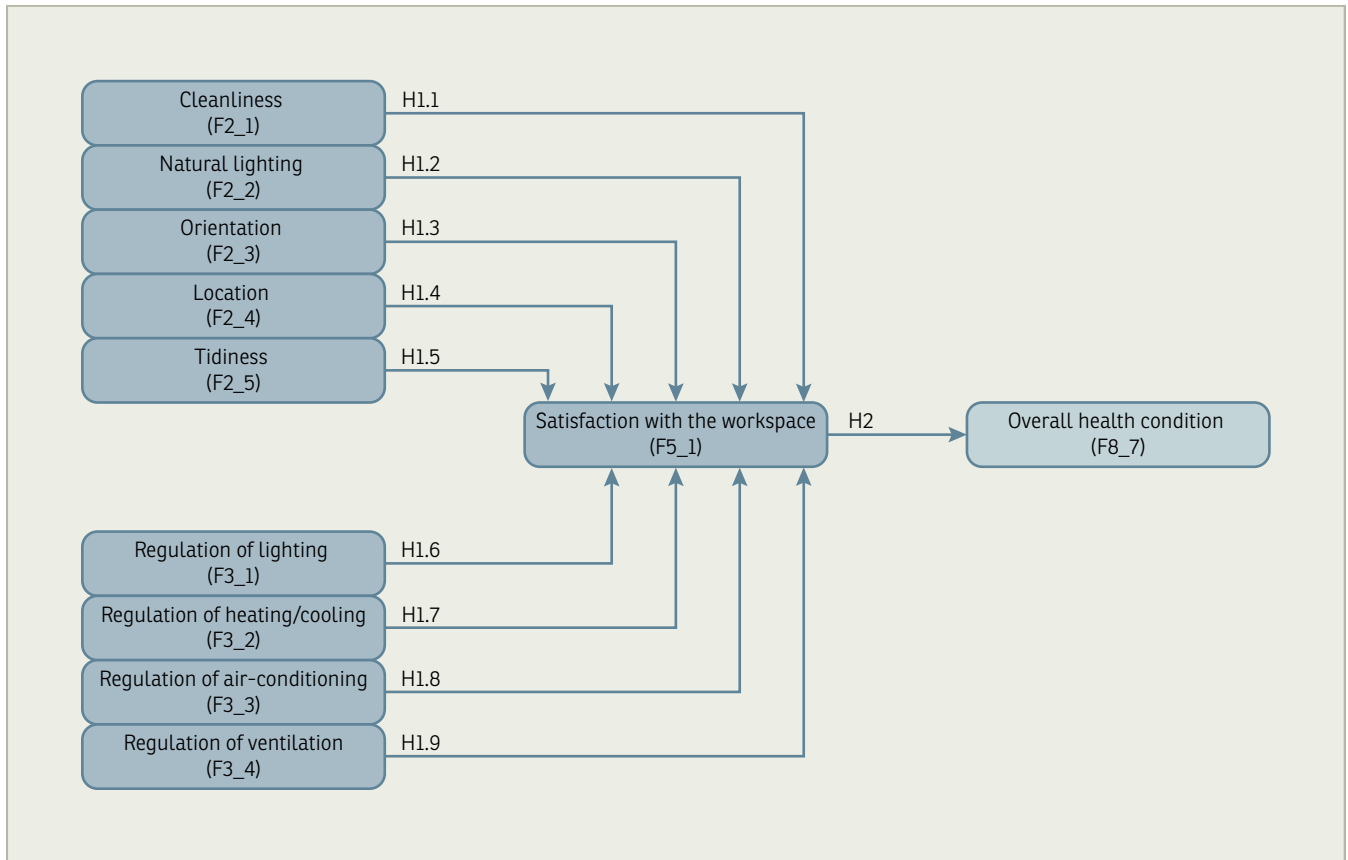 Cleanliness
(F2_1)
H1.1
Natural lighting
(F2_2)
H1.2
Orientation
(F2_3)
H1.3
Location
(F2_4)
H1.4
Tidiness
(F2_5)
H1.5
Satisfaction with the workspace
(F5_1)
H2
Overall health condition
(F8_7)
Regulation of lighting
(F3_1)
H1.6
Regulation of heating/cooling
(F3_2)
H1.7
Regulation of air-conditioning
(F3_3)
H1.8
Regulation of ventilation
(F3_4)
H1.9